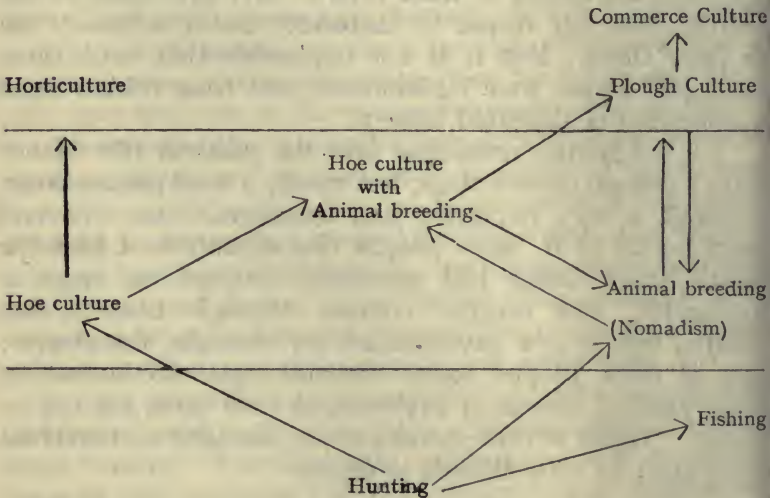 Commerce Culture
Horticulture
Plough Culture
Hoe culture
with
Animal breeding
Hoe culture
Animal breeding
(Nomadism)
Fishing
Hunting